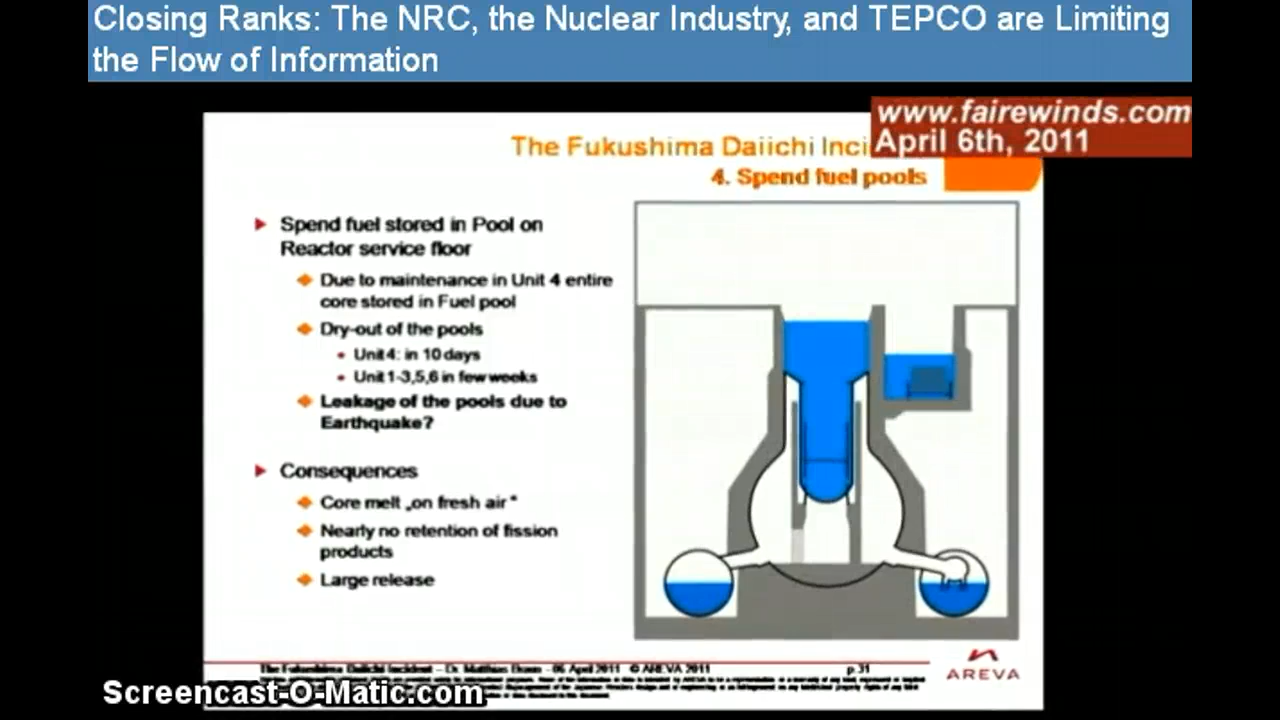 Closing Ranks: The NRC, the Nuclear Industry, and TEPCO are Limiting
the Flow of Information
www.fairewinds.com
April 6th, 2011
The Fukushima Daiichi Inci
4. Spend fuel pools
Spend fuel stored in Pool on
Reactor service floor
Due to maintenance in Unit 4 entire
core stored in Fuel pool
Dry-out of the pools
Unit 4: in 10 days
Unit 1-3,5,6 in few weeks
Leakage of the pools due to
Earthquake?
Consequences
Core melt „on fresh air “
Nearly no retention of fission
products
Large release
The Fukushima Daiichi Incident – Dr. Matthias Braun - 05 April 2011 © AREVA 2011 p.31
AREVA
Screencast-O-Matic.com